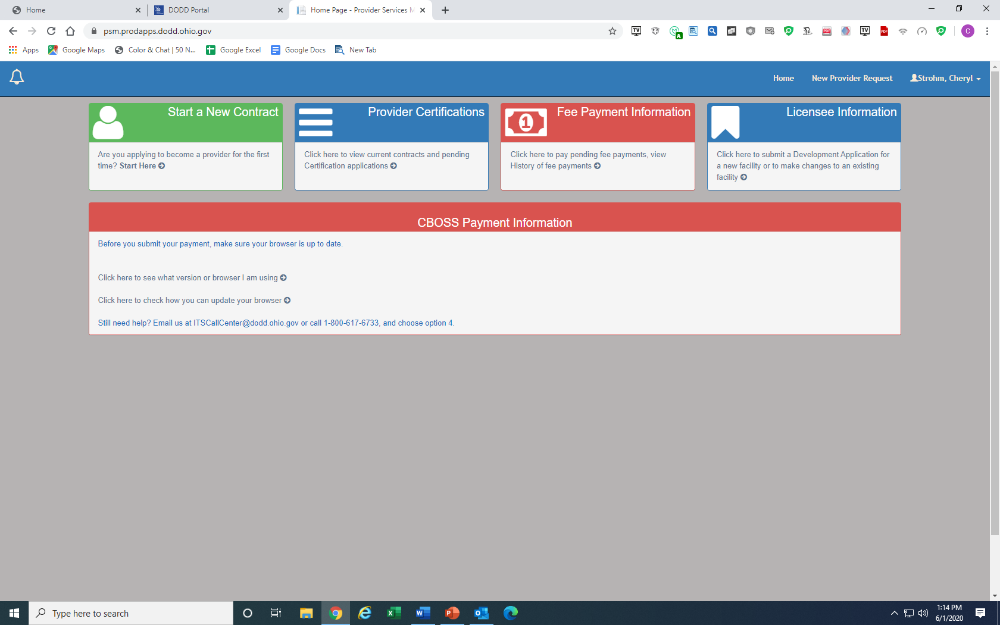 Home
DODD Portal
Home Page - Provider Services M
psm.prodapps.dodd.ohio.gov
Apps
Google Maps
Color & Chat | 50 N...
Google Excel
Google Docs
New Tab
Home
New Provider Request
Strohm, Cheryl
Start a New Contract
Are you applying to become a provider for the first
time? Start Here
Provider Certifications
Click here to view current contracts and pending
Certification applications
Fee Payment Information
Click here to pay pending fee payments, view
History of fee payments
Licensee Information
Click here to submit a Development Application for
a new facility or to make changes to an existing
facility
CBOSS Payment Information
Before you submit your payment, make sure your browser is up to date.
Click here to see what version or browser I am using
Click here to check how you can update your browser
Still need help? Email us at ITSCallCenter@dodd.ohio.gov or call 1-800-617-6733, and choose option 4.
Type here to search
1:14 PM
6/1/2020